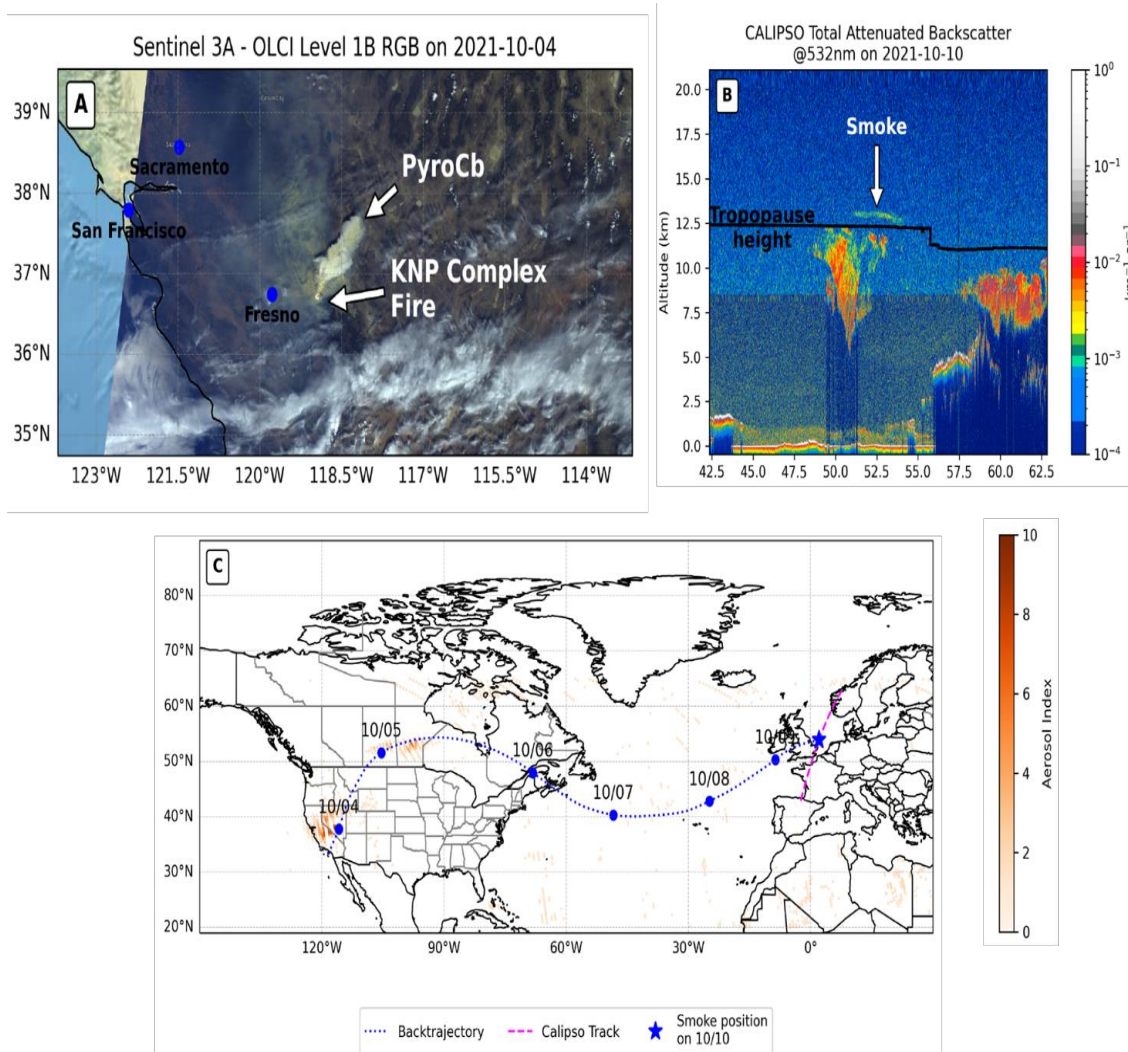 Sentinel 3A - OLCI Level 1B RGB on 2021-10-04
A
39°N
38°N
37°N
36°N
35°N
Sacramento
San Francisco
Fresno
PyroCb
KNP Complex
Fire
123°W
121.5°W
120°W
118.5°W
117°W
115.5°W
114°W
CALIPSO Total Attenuated Backscatter
@532nm on 2021-10-10
B
Smoke
Tropopause
height
Altitude (km)
20.0
17.5
15.0
12.5
10.0
7.5
5.0
2.5
0.0
42.5
45.0
47.5
50.0
52.5
55.0
57.5
60.0
62.5
10⁰
10⁻¹
10⁻²
10⁻³
10⁻⁴
C
80°N
70°N
60°N
50°N
40°N
30°N
20°N
10/04
10/05
10/06
10/07
10/08
120°W
90°W
60°W
30°W
0°
10
8
6
4
2
0
Aerosol Index
Backtrajectory
Calipso Track
Smoke position
on 10/10